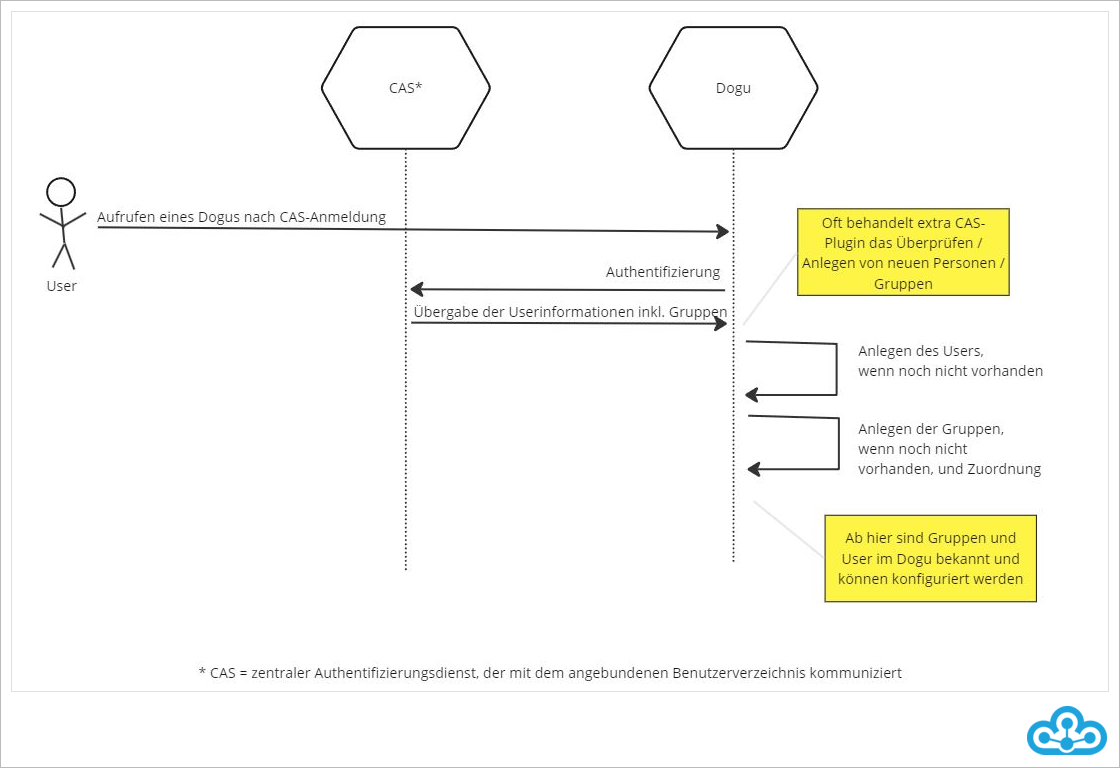 CAS*
Dogu
Aufrufen eines Dogus nach CAS-Anmeldung
User
Oft behandelt extra CAS-
Plugin das Überprüfen /
Anlegen von neuen Personen /
Gruppen
Authentifizierung
Übergabe der Userinformationen inkl. Gruppen
Anlegen des Users,
wenn noch nicht vorhanden
Anlegen der Gruppen,
wenn noch nicht
vorhanden, und Zuordnung
Ab hier sind Gruppen und
User im Dogu bekannt und
können konfiguriert werden
* CAS = zentraler Authentifizierungsdienst, der mit dem angebundenen Benutzerverzeichnis kommuniziert